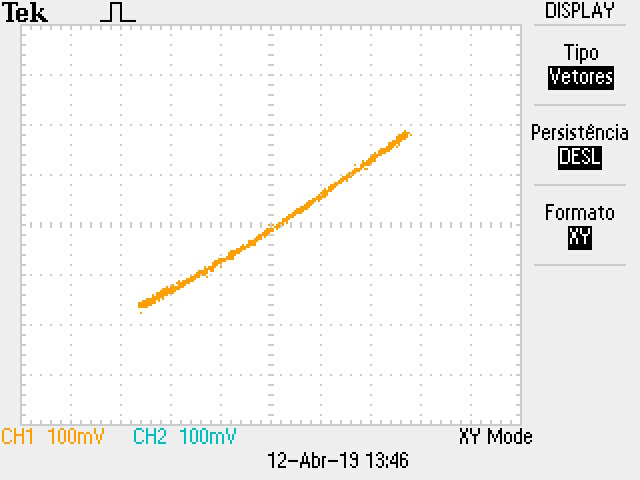 Tek
DISPLAY
Tipo
Vetores
Persistência
DESL
Formato
XY
CH1 100mV
CH2 100mV
XY Mode
12-Abr-19 13:46